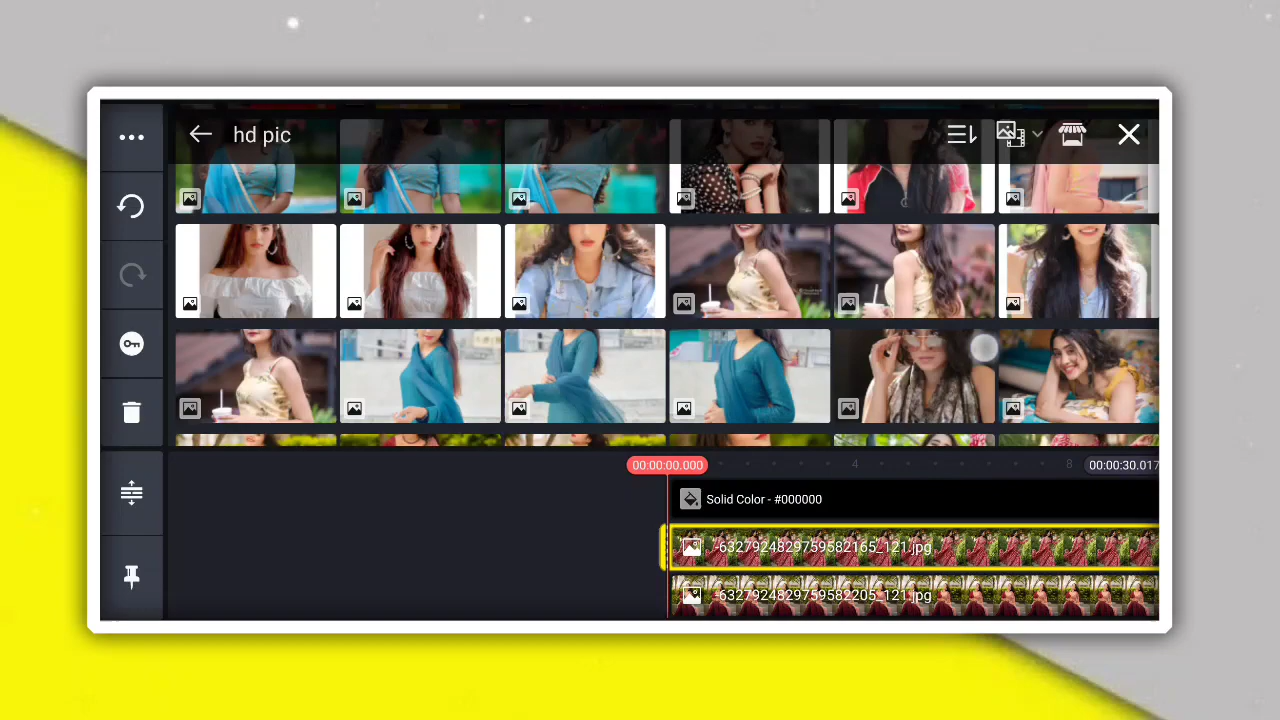 hd pic
00:00:00.000
4
8
00:00:30.017
Solid Color - #000000
-6327924829759582165_121.jpg
-6327924829759582205_121.jpg